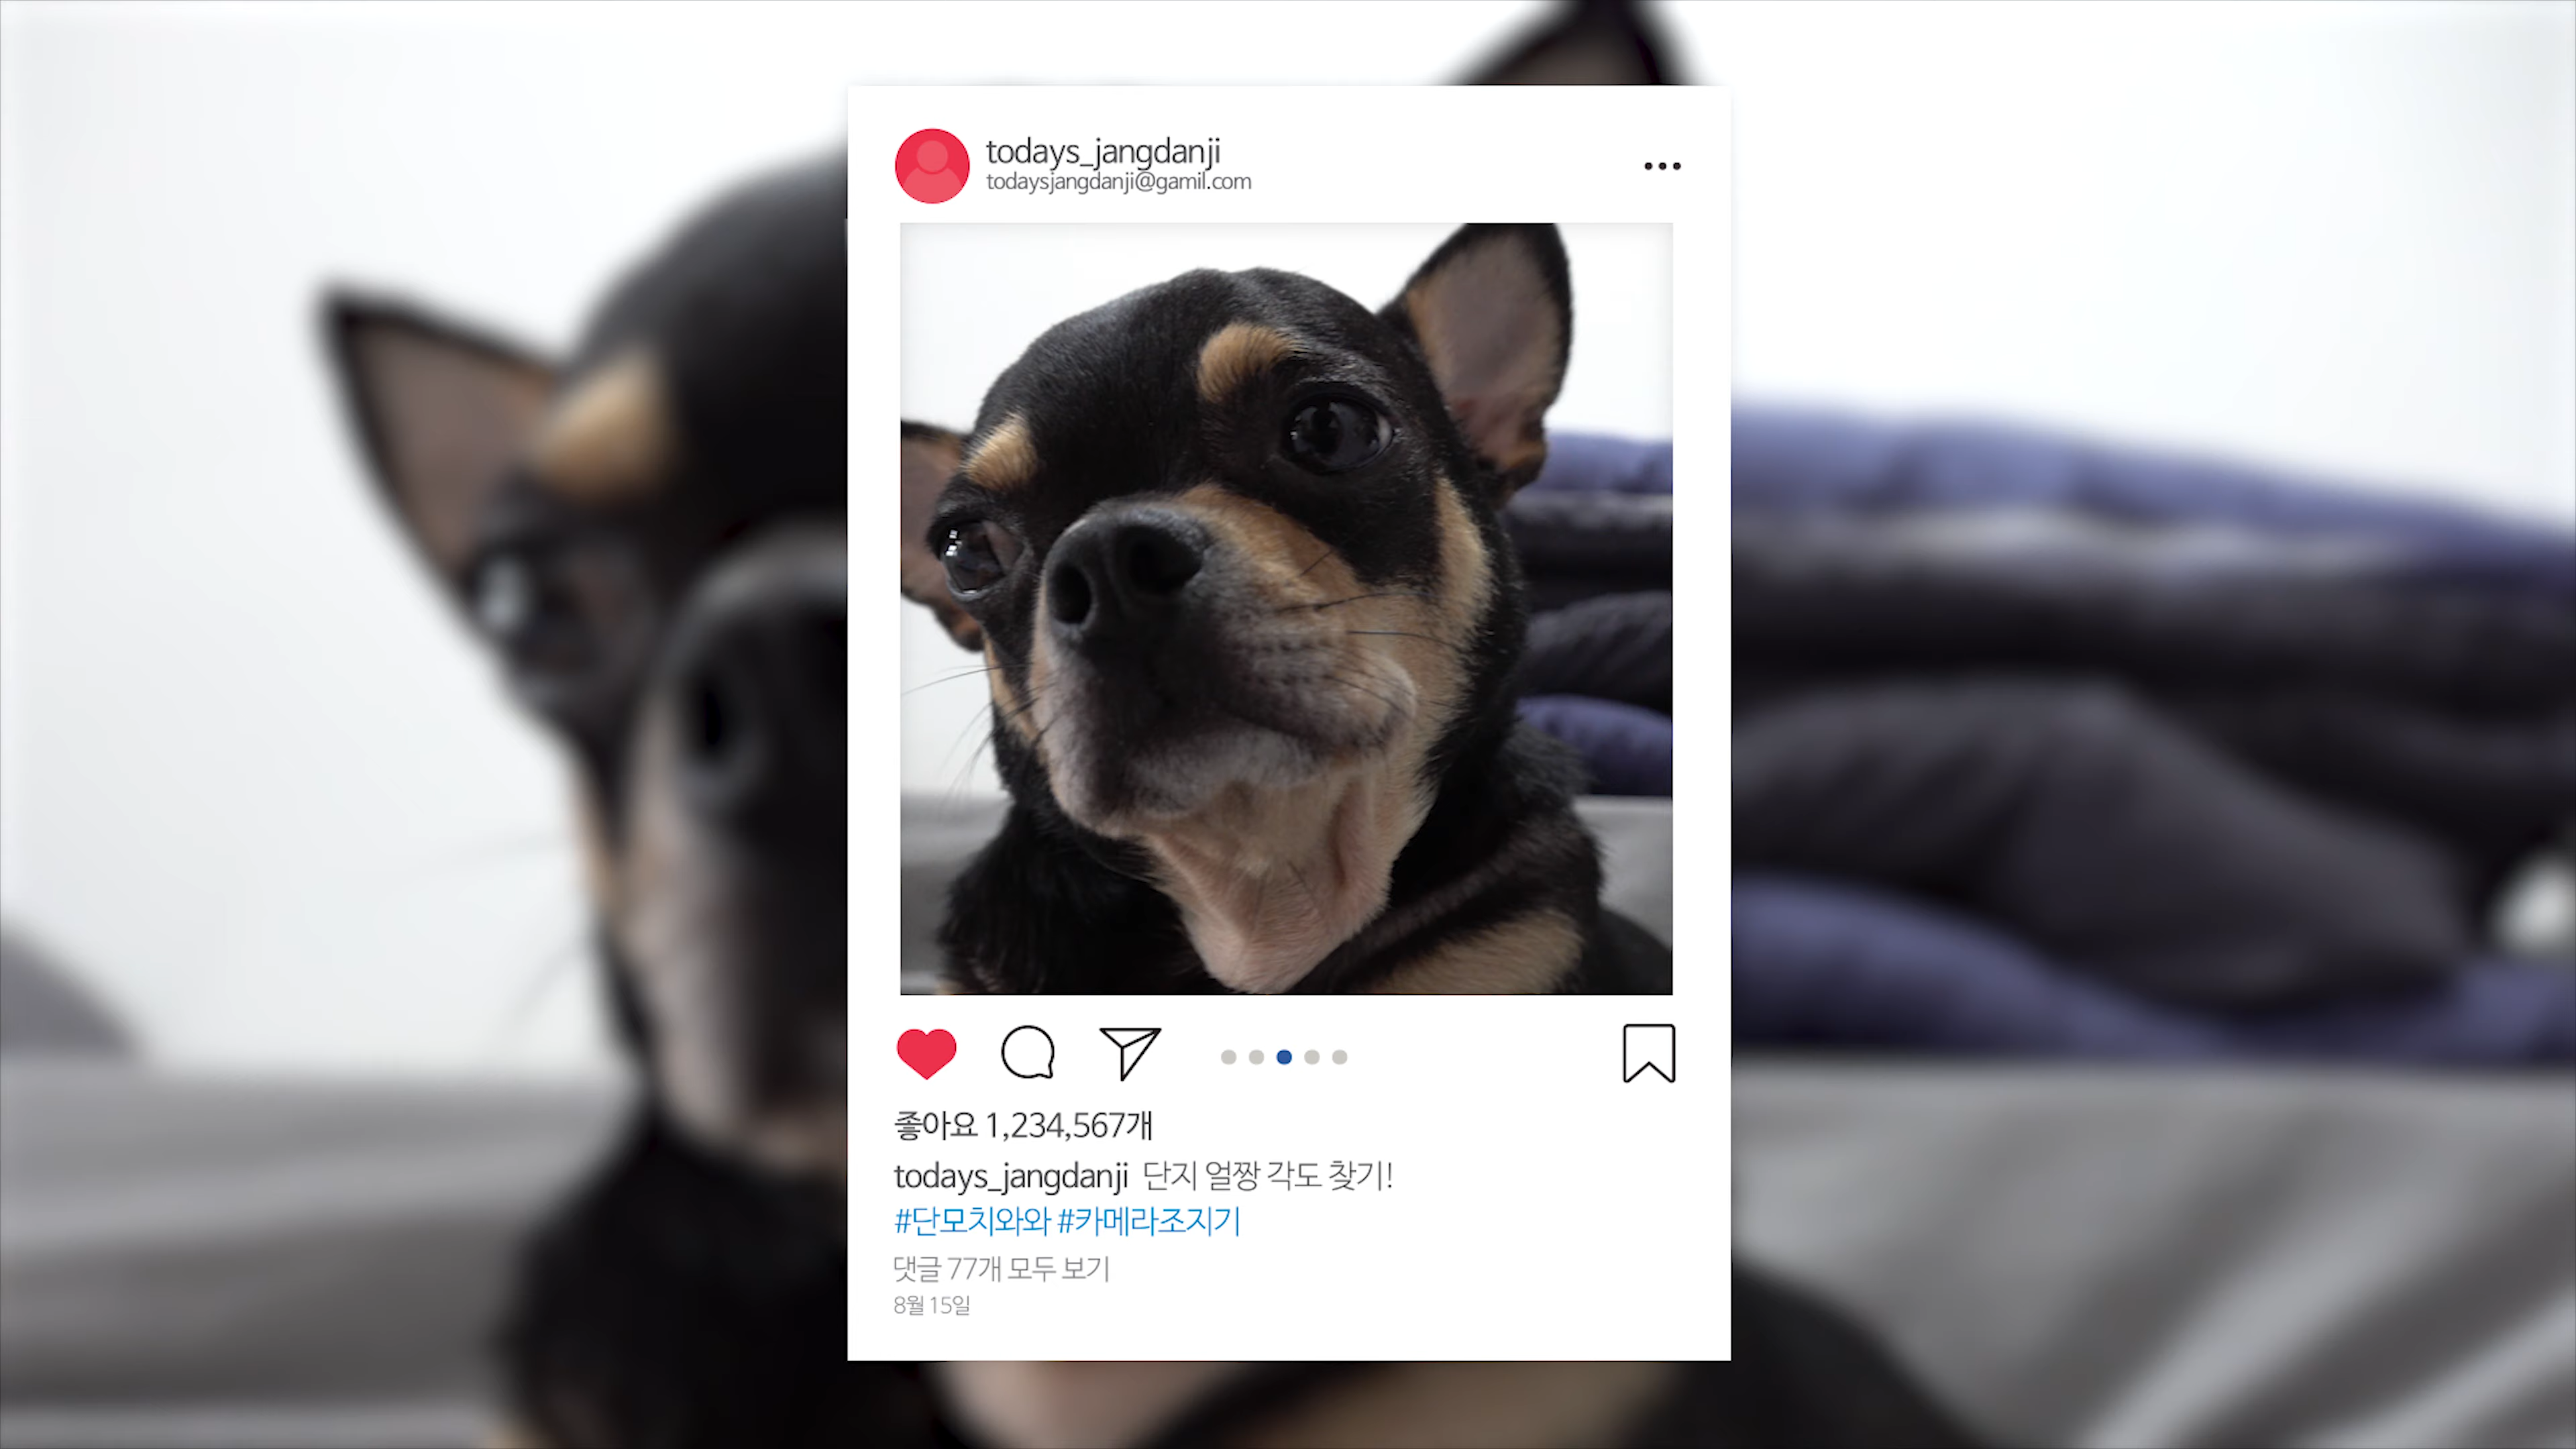 todays_jangdanji
todaysjangdanji@gamil.com
좋아요 1,234,567개
todays_jangdanji 단지 얼짱 각도 찾기!
#단모치와와 #카메라조지기
댓글 77개 모두 보기
8월 15일